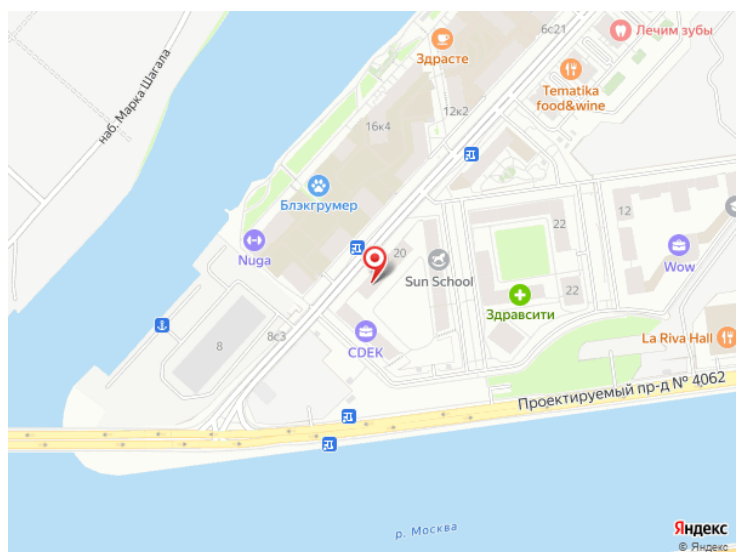 6с21
Лечим зубы
Здрасте
Tematika
food&wine
наб. Марка Шагала
12к2
16к4
Блэкгрумер
22
12
Nuga
20
Sun School
Wow
22
Здравсити
8
8с3
CDEK
La Riva Hall
Проектируемый пр-д № 4062
р. Москва
Яндекс
© Яндекс